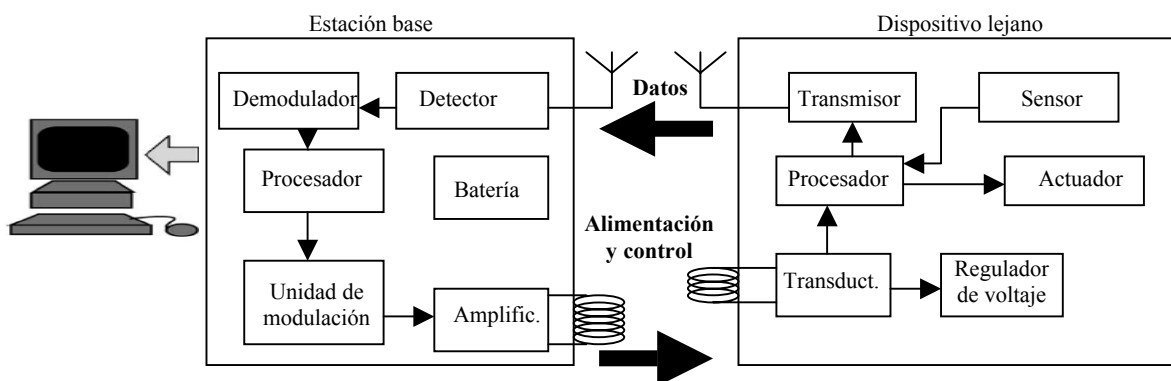 Estación base
Dispositivo lejano
Demodulador
Detector
Datos
Transmisor
Sensor
Procesador
Batería
Procesador
Actuador
Alimentación
y control
Unidad de
modulación
Amplific.
Transduct.
Regulador
de voltaje